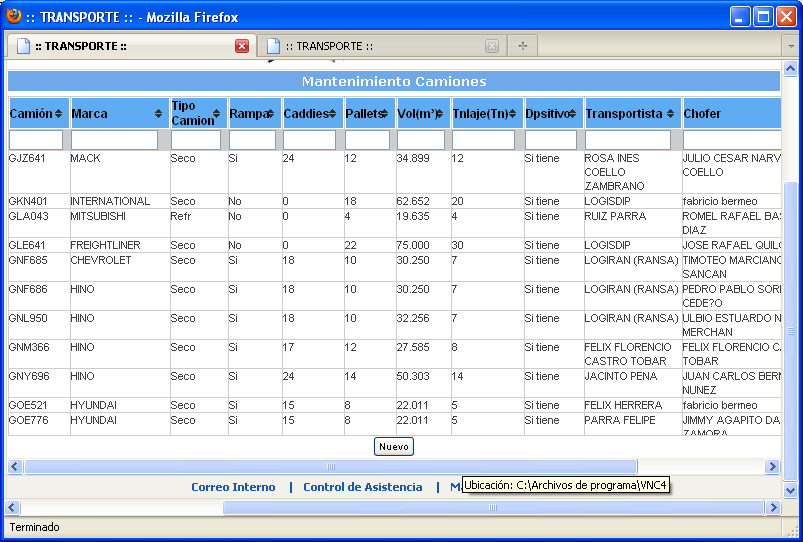 :: TRANSPORTE :: - Mozilla Firefox
:: TRANSPORTE ::
:: TRANSPORTE ::
Mantenimiento Camiones
Camión Marca Tipo Camion Rampa Caddies Pallets Vol(m³) Tnlaje(Tn) Dpsitivo Transportista Chofer
GJZ641 MACK Seco Si 24 12 34.899 12 Si tiene ROSA INES COELLO ZAMBRANO JULIO CESAR NARV COELLO
GKN401 INTERNATIONAL Seco No 0 18 62.652 20 Si tiene LOGISDIP fabricio bermeo
GLA043 MITSUBISHI Refr No 0 4 19.635 4 Si tiene RUIZ PARRA ROMEL RAFAEL BAS DIAZ
GLE641 FREIGHTLINER Seco No 0 22 75.000 30 Si tiene LOGISDIP JOSE RAFAEL QUILO
GNF685 CHEVROLET Seco Si 18 10 30.250 7 Si tiene LOGIRAN (RANSA) TIMOTEO MARCIANO SANCAN
GNF686 HINO Seco Si 18 10 30.250 7 Si tiene LOGIRAN (RANSA) PEDRO PABLO SORI CEDE?O
GNL950 HINO Seco Si 18 10 32.256 7 Si tiene LOGIRAN (RANSA) ULBIO ESTUARDO N MERCHAN
GNM366 HINO Seco Si 17 12 27.585 8 Si tiene FELIX FLORENCIO CASTRO TOBAR FELIX FLORENCIO CA TOBAR
GNY696 HINO Seco Si 24 14 50.303 14 Si tiene JACINTO PENA JUAN CARLOS BERN NUNEZ
GOE521 HYUNDAI Seco Si 15 8 22.011 5 Si tiene FELIX HERRERA fabricio bermeo
GOE776 HYUNDAI Seco Si 15 8 22.011 5 Si tiene PARRA FELIPE JIMMY AGAPITO DA ZAMORA
Nuevo
Correo Interno | Control de Asistencia | M
Ubicación: C:\Archivos de programa\VNC4
Terminado